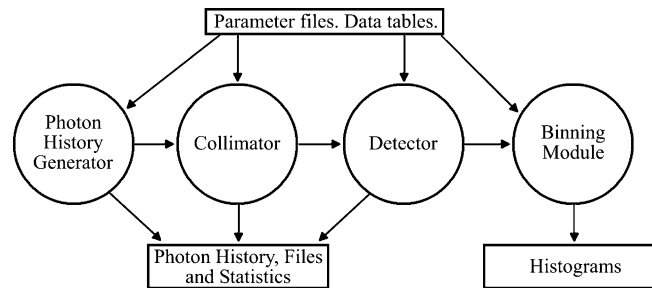 Parameter files. Data tables.
Photon
History
Generator
Collimator
Detector
Binning
Module
Photon History, Files
and Statistics
Histograms